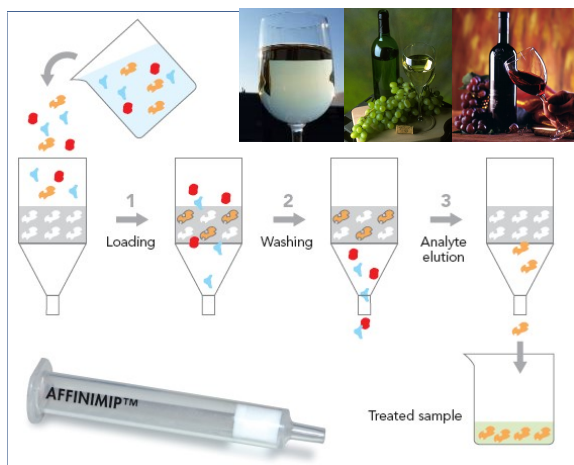 1
Loading
2
Washing
3
Analyte
elution
AFFINIMIP™
Treated sample